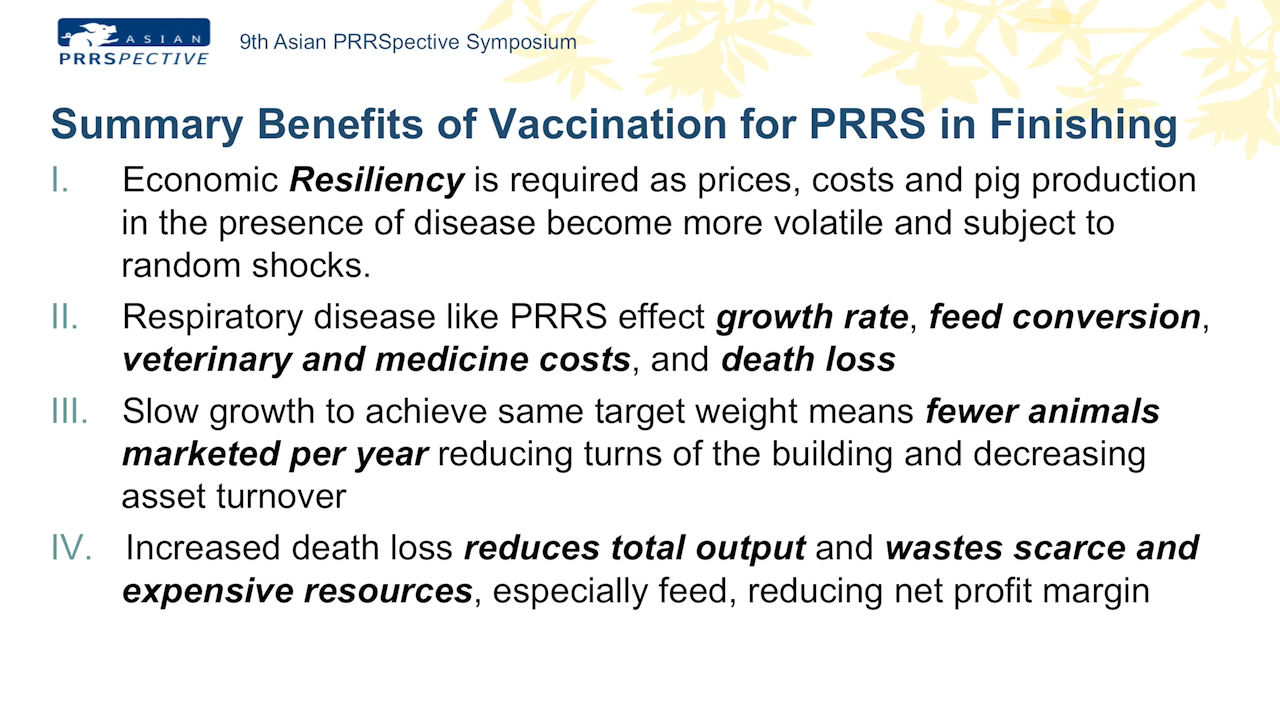 ASIAN
PRRSPECTIVE
9th Asian PRRSpective Symposium
Summary Benefits of Vaccination for PRRS in Finishing
I. Economic Resiliency is required as prices, costs and pig production
in the presence of disease become more volatile and subject to
random shocks.
II. Respiratory disease like PRRS effect growth rate, feed conversion,
veterinary and medicine costs, and death loss
III. Slow growth to achieve same target weight means fewer animals
marketed per year reducing turns of the building and decreasing
asset turnover
IV. Increased death loss reduces total output and wastes scarce and
expensive resources, especially feed, reducing net profit margin